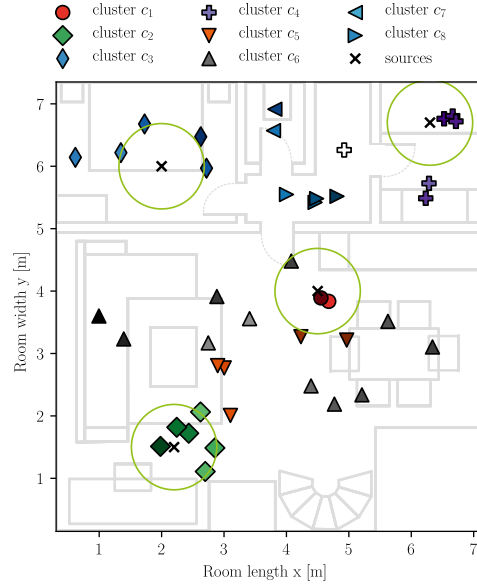 cluster c1 cluster c4 cluster c7
cluster c2 cluster c5 cluster c8
cluster c3 cluster c6 sources
7
6
5
4
3
2
1
Room width y [m]
1 2 3 4 5 6 7
Room length x [m]